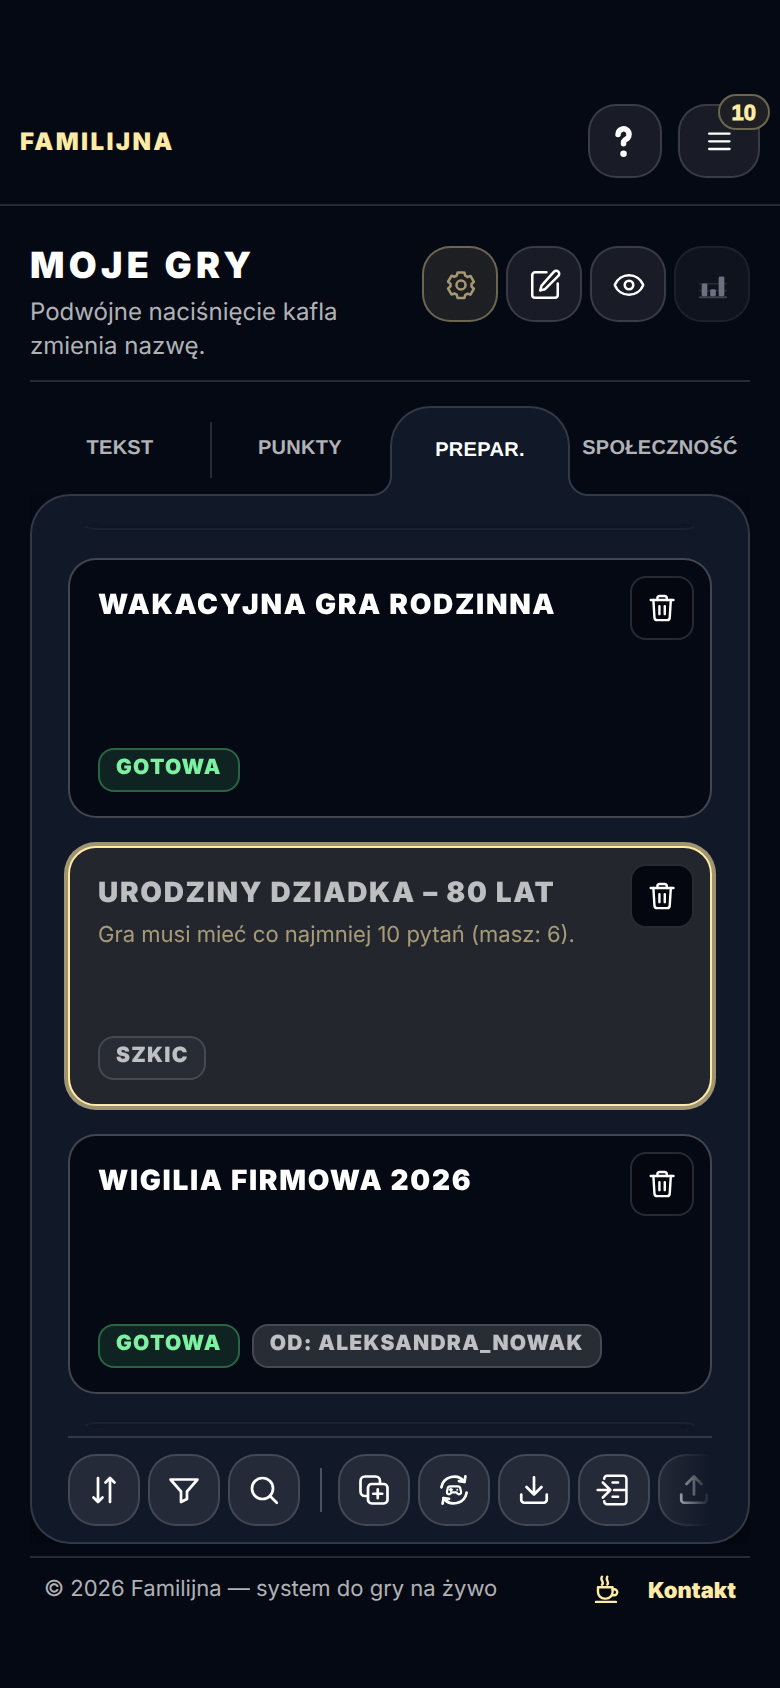 FAMILIJNA
?
10
MOJE GRY
Podwójne naciśnięcie kafla
zmienia nazwę.
TEKST
PUNKTY
PREPAR.
SPOŁECZNOŚĆ
WAKACYJNA GRA RODZINNA
GOTOWA
URODZINY DZIADKA – 80 LAT
Gra musi mieć co najmniej 10 pytań (masz: 6).
SZKIC
WIGILIA FIRMOWA 2026
GOTOWA
OD: ALEKSANDRA_NOWAK
© 2026 Familijna — system do gry na żywo
Kontakt